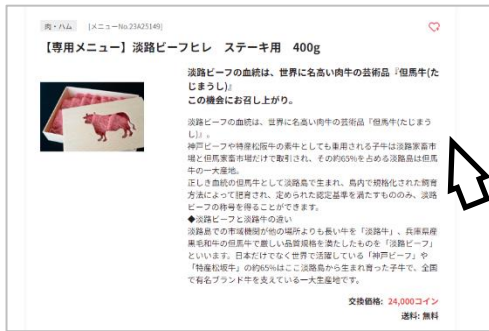 肉・ハム [メニューNo.23A25149]
【専用メニュー】淡路ビーフヒレ ステーキ用 400g
淡路ビーフの血統は、世界に名高い肉牛の芸術品『但馬牛(た
じまうし)』
この機会にお召し上がり。
淡路ビーフの血統は、世界に名高い肉牛の芸術品『但馬牛(たじまう
し)』。
神戸ビーフや特産松阪牛の素牛としても重用される子牛は淡路家畜市
場と但馬家畜市場だけで取引され、その約65%を占める淡路島は但馬
牛の一大産地。
正しき血統の但馬牛として淡路島で生まれ、島内で規格化された飼育
方法によって肥育され、定められた認定基準を満たすもののみ、淡路
ビーフの称号を得ることができます。
◆淡路ビーフと淡路牛の違い
淡路島での市場機関が他の場所よりも長い牛を「淡路牛」、兵庫県産
黒毛和牛の但馬牛で厳しい品質規格を満たしたものを「淡路ビーフ」
といいます。日本だけでなく世界で活躍している「神戸ビーフ」や
「特産松坂牛」の約65%はここ淡路島から生まれ育った子牛で、全国
で有名ブランド牛を支えている一大生産地です。
交換価格: 24,000コイン
送料: 無料